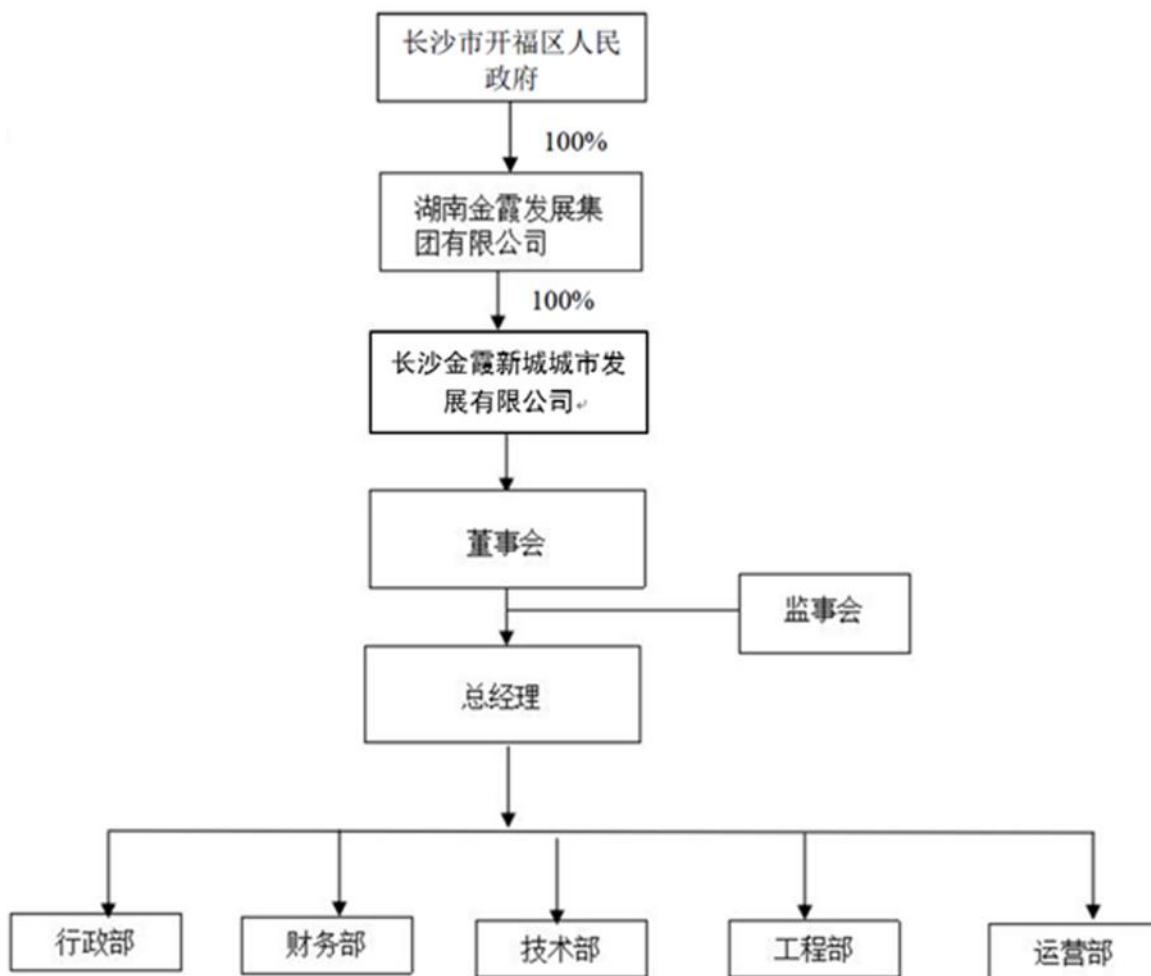 长沙市开福区人民
政府
100%
湖南金霞发展集
团有限公司
100%
长沙金霞新城城市发
展有限公司
董事会
监事会
总经理
行政部
财务部
技术部
工程部
运营部